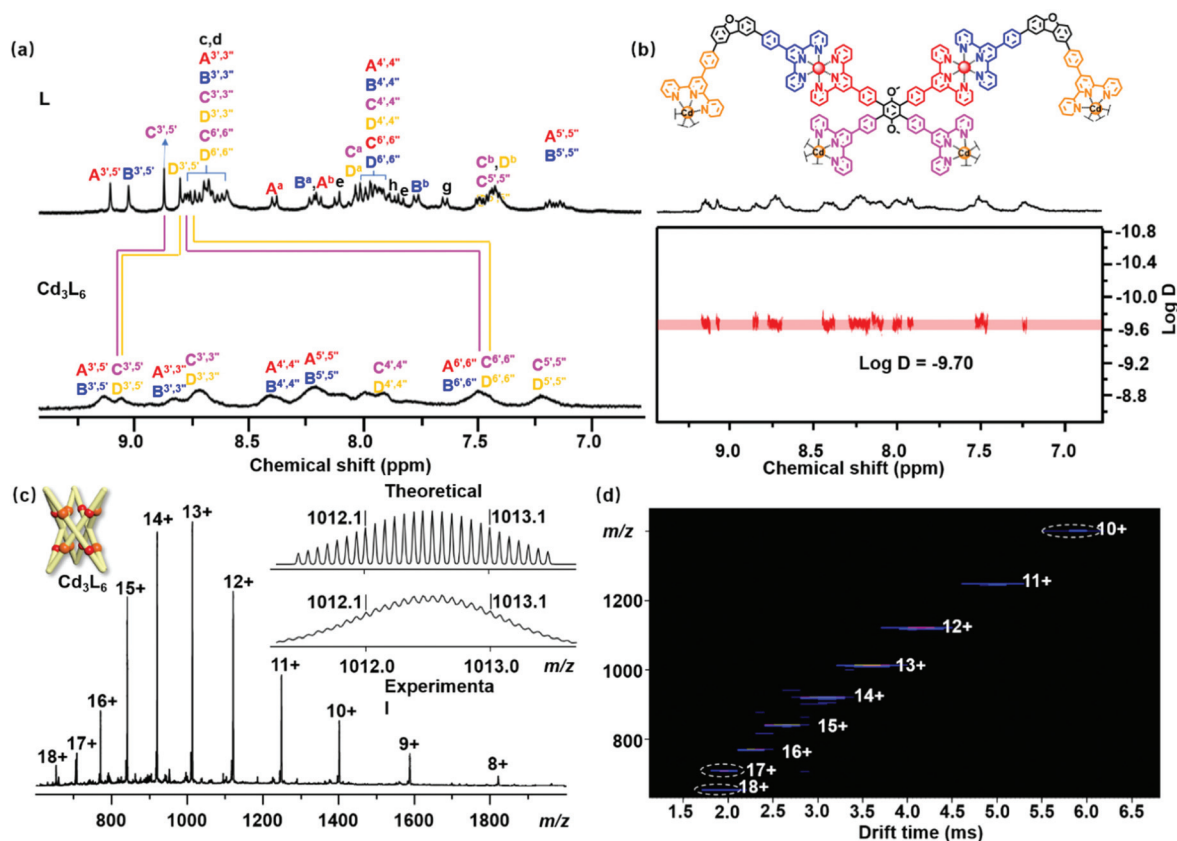 (a)
L
c,d
A3',3"
B3',3"
C3',3"
D3',3"
C6,6"
D6,6"
C3',5'
A3',5'
B3',5'
D3',5'
A4',4"
B4',4"
C4',4"
D4',4"
C6,6"
D6,6"
Aa
Ba,Ab
e
Ca
Da
h
e
Bb
g
Cb,Db
C5',5"
A5',5"
B5',5"
Cd3L6
A3',5'
B3',5'
C3',5'
D3',5'
A3',3"
B3',3"
C3',3"
D3',3"
A4',4"
B4',4"
A5',5"
B5',5"
C4',4"
D4',4"
A6',6"
B6',6"
C6',6"
D6',6"
C5',5"
D5',5"
9.0 8.5 8.0 7.5 7.0
Chemical shift (ppm)
(b)
Cd Cd
Cd Cd
-10.8
-10.4
-10.0
-9.6
-9.2
-8.8
Log D
Log D = -9.70
9.0 8.5 8.0 7.5 7.0
Chemical shift (ppm)
(c)
Cd3L6
18+ 17+ 16+ 15+ 14+ 13+ 12+ 11+ 10+ 9+ 8+
Theoretical
1012.1 1013.1
1012.1 1013.1
1012.0 1013.0 m/z
Experimenta
l
800 1000 1200 1400 1600 1800 m/z
(d)
m/z
1200
1000
800
10+
11+
12+
13+
14+
15+
16+
17+
18+
1.5 2.0 2.5 3.0 3.5 4.0 4.5 5.0 5.5 6.0 6.5
Drift time (ms)